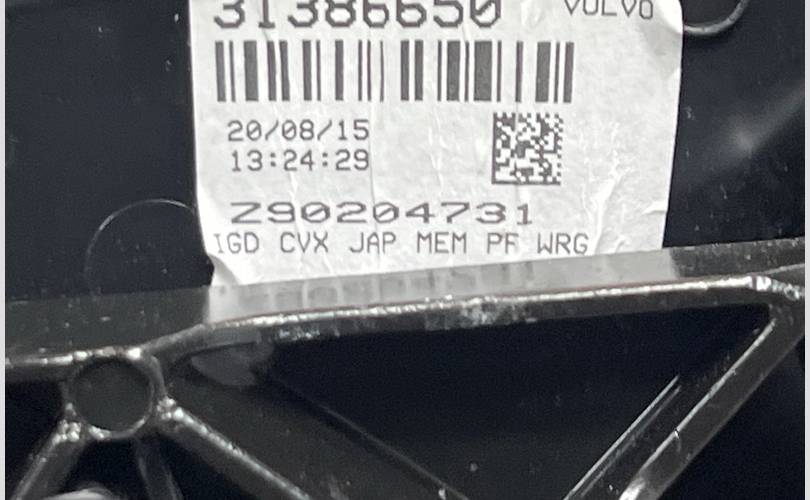 31386650 VOLVO
20/08/15
13:24:29
Z90204731
IGD CVX JAP MEM PF WRG